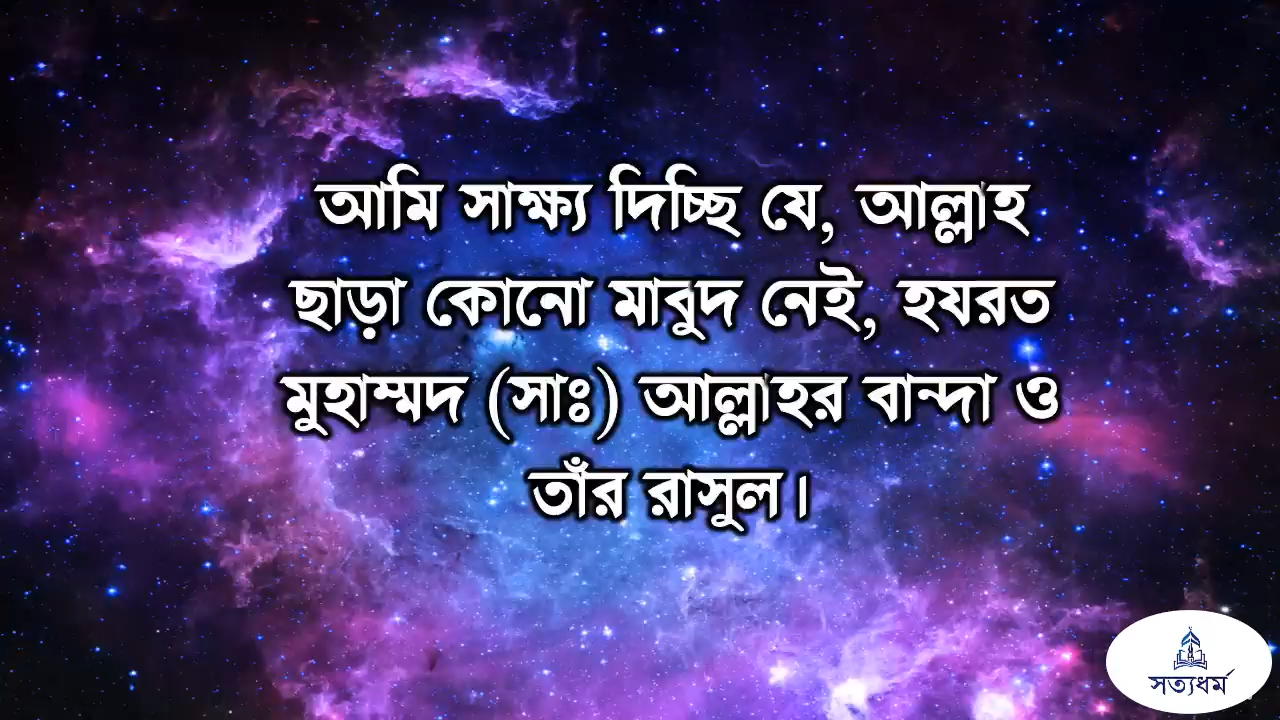 আমি সাক্ষ্য দিচ্ছি যে, আল্লাহ
ছাড়া কোনো মাবুদ নেই, হযরত
মুহাম্মদ (সাঃ) আল্লাহর বান্দা ও
তাঁর রাসুল।
সত্যধর্ম